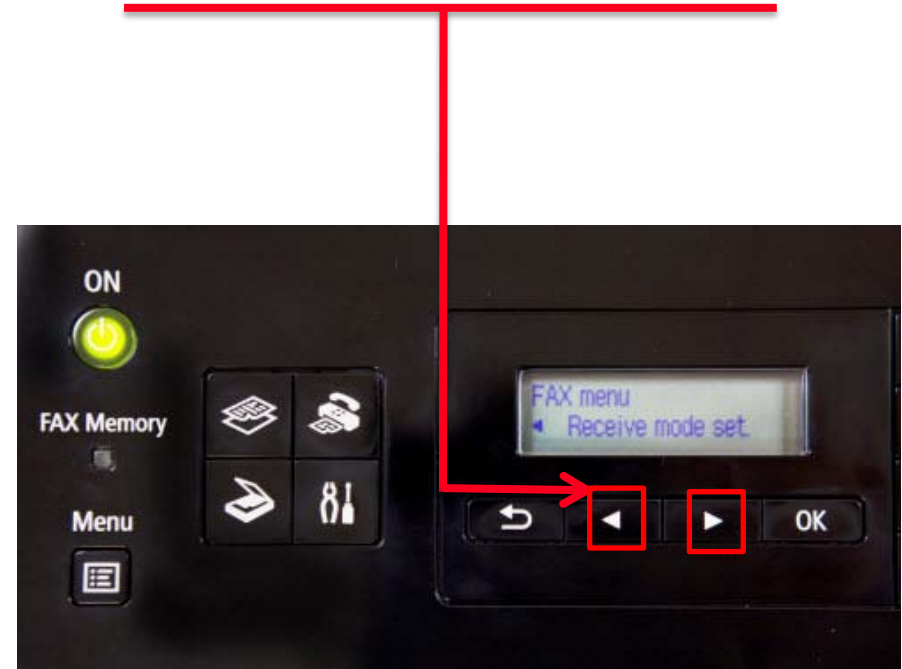 ON
FAX Memory
Menu
FAX menu
◄ Receive mode set.
OK